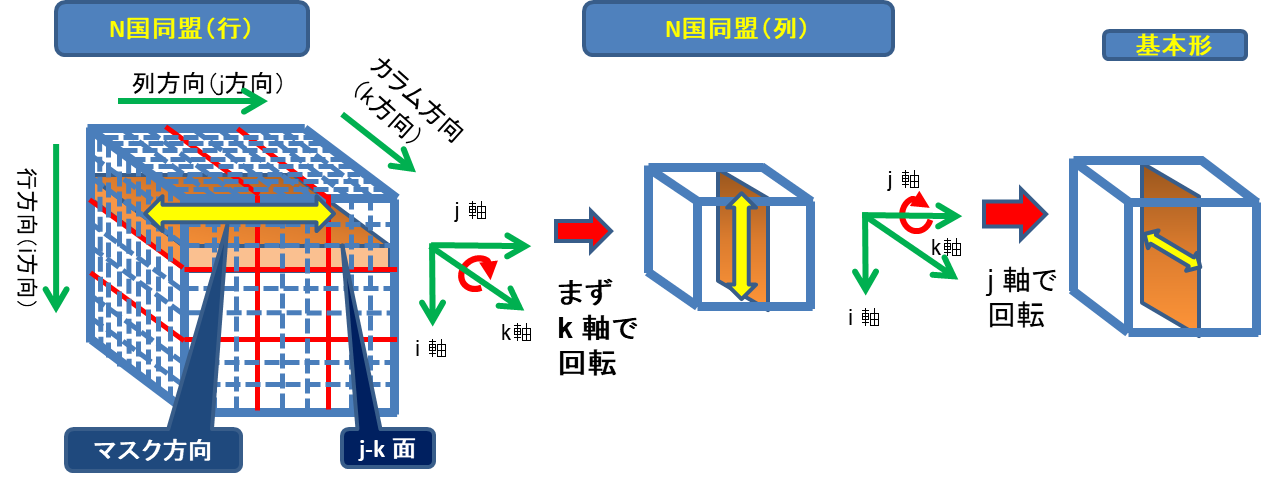 N国同盟（行）
N国同盟（列）
基本形
列方向（j方向）
カラム方向
（k方向）
行方向（i方向）
j 軸
k軸
i 軸
まず
k 軸で
回転
j 軸
k軸
i 軸
j 軸で
回転
マスク方向
j-k 面